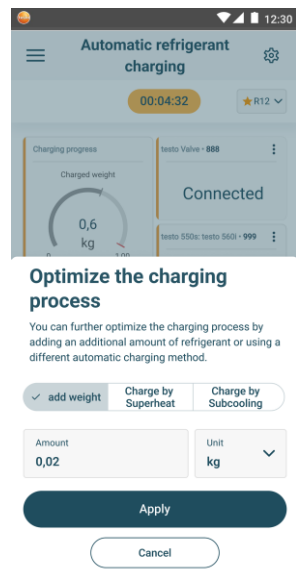 12:30
Automatic refrigerant
charging
00:04:32
R12
Charging progress
Charged weight
0,6
kg
0
1.00
testo Valve • 888
Connected
testo 550s: testo 560i • 999
Optimize the charging
process
You can further optimize the charging process by
adding an additional amount of refrigerant or using a
different automatic charging method.
add weight
Charge by
Superheat
Charge by
Subcooling
Amount
0,02
Unit
kg
Apply
Cancel